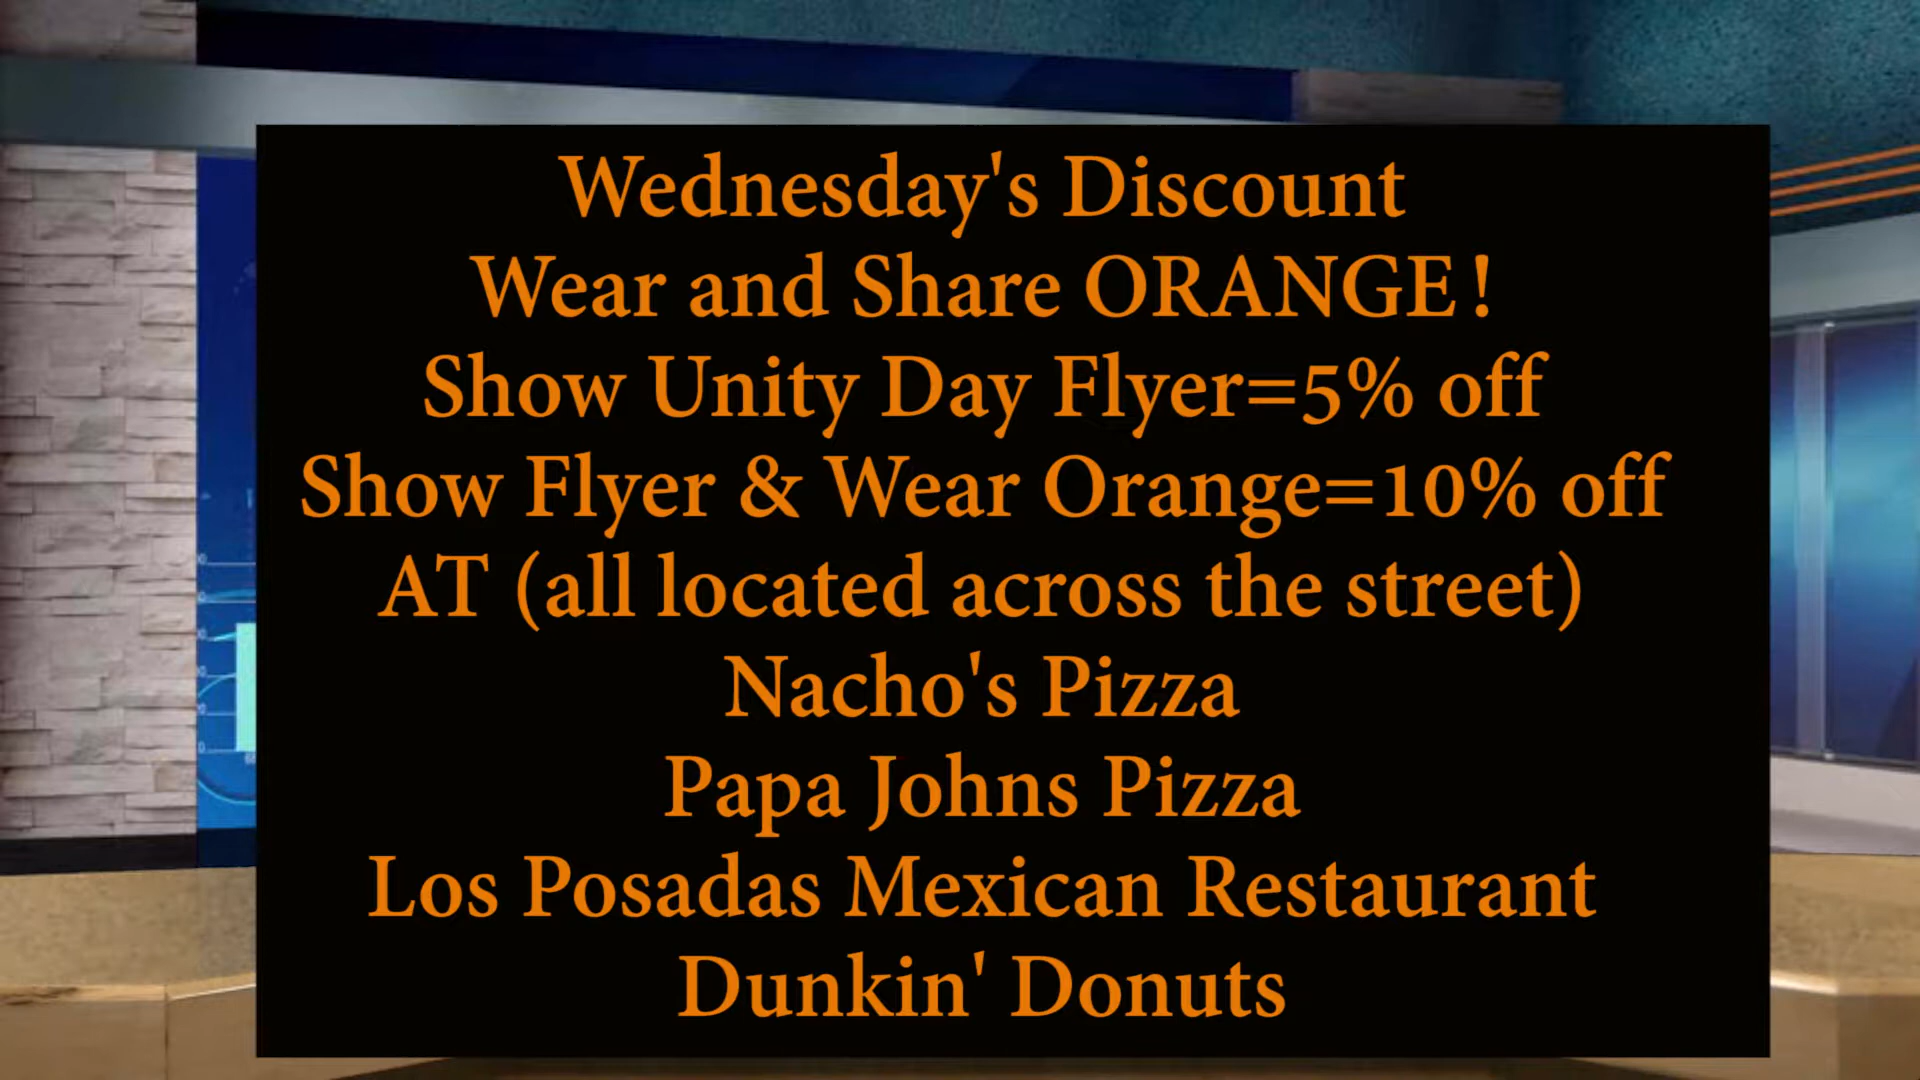 Wednesday's Discount
Wear and Share ORANGE!
Show Unity Day Flyer=5% off
Show Flyer & Wear Orange=10% off
AT (all located across the street)
Nacho's Pizza
Papa Johns Pizza
Los Posadas Mexican Restaurant
Dunkin' Donuts